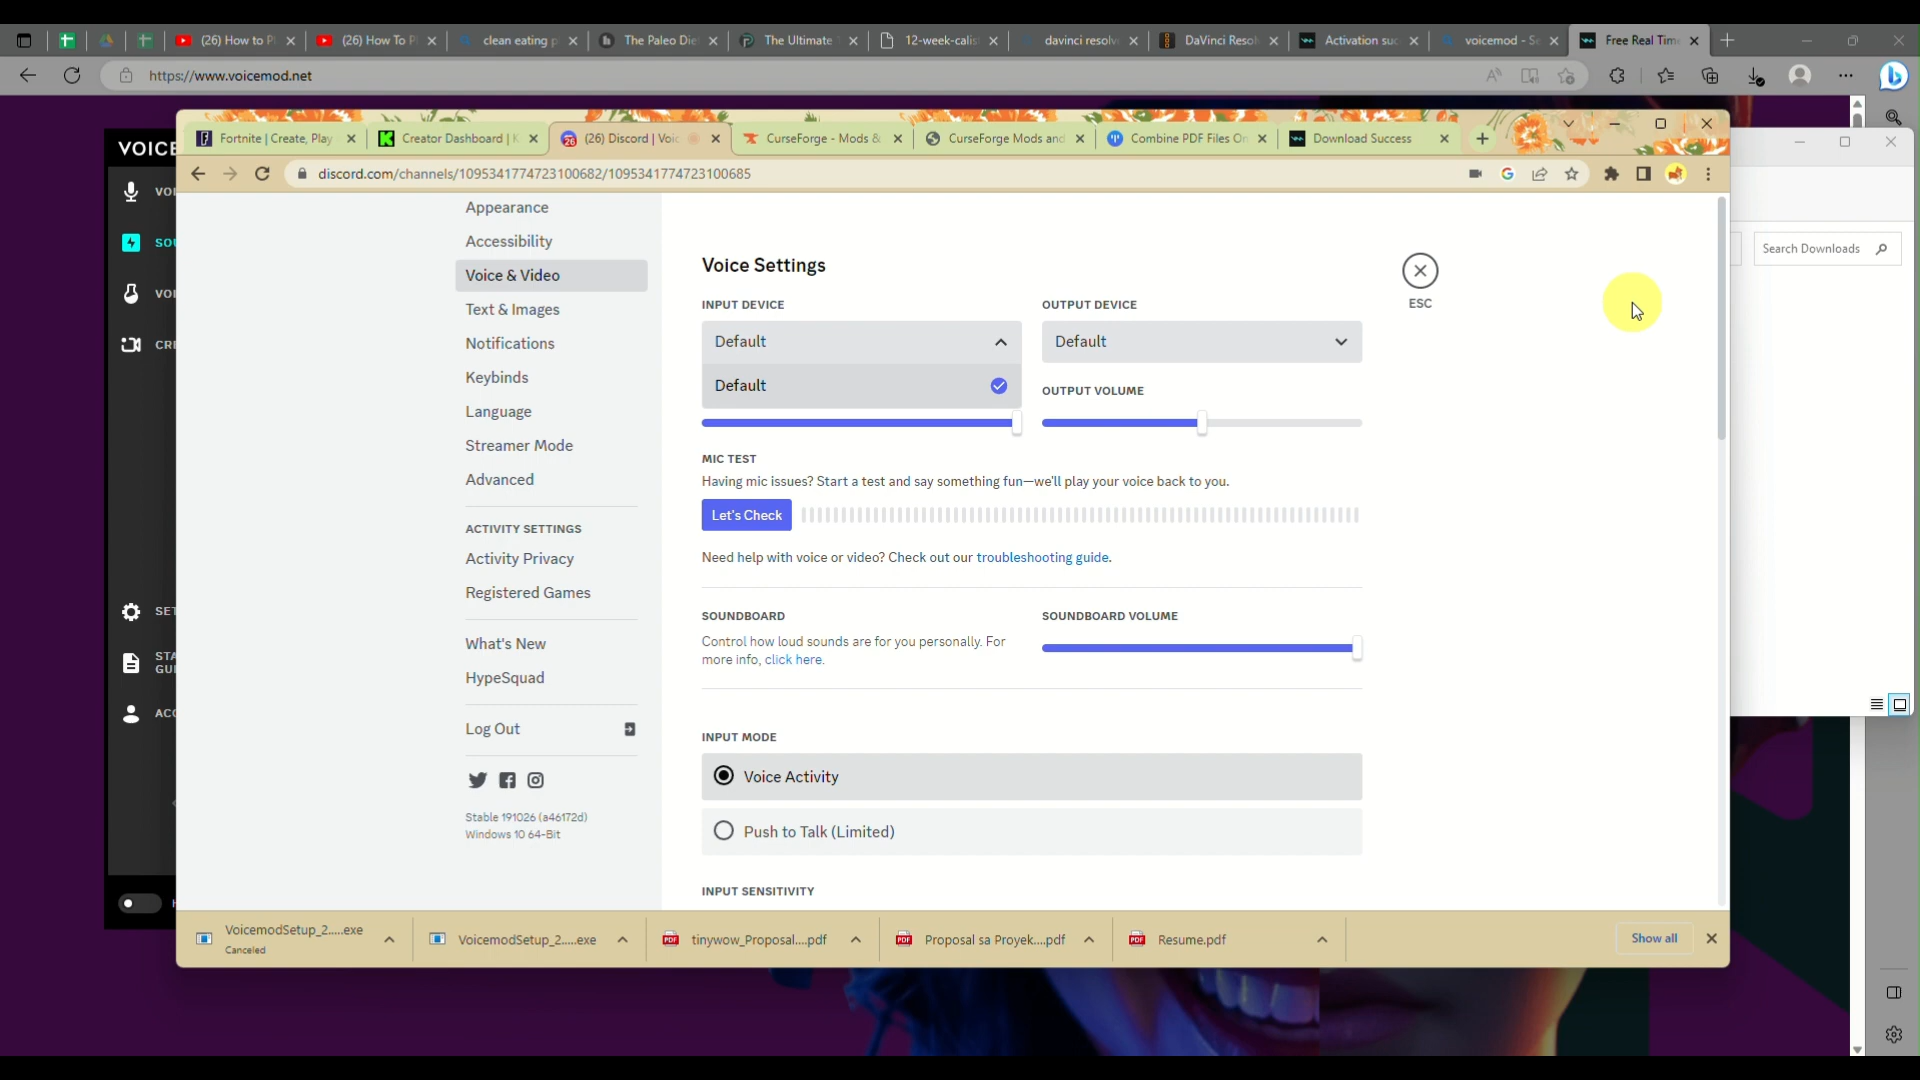 (26) How to P
(26) How To P
clean eating p
The Paleo Die
The Ultimate
12-week-calis
davinci resolv
DaVinci Resol
Activation suc
voicemod - Se
Free Real Tim
https://www.voicemod.net
Fortnite | Create, Play
Creator Dashboard | K
(26) Discord | Voic
CurseForge - Mods &
CurseForge Mods and
Combine PDF Files On
Download Success
discord.com/channels/1095341774723100682/1095341774723100685
VOICE
VOI
SOU
VOI
CRE
SET
STA
GUI
ACC
Search Downloads
Appearance
Accessibility
Voice & Video
Text & Images
Notifications
Keybinds
Language
Streamer Mode
Advanced
ACTIVITY SETTINGS
Activity Privacy
Registered Games
What's New
HypeSquad
Log Out
Stable 191026 (a46172d)
Windows 10 64-Bit
Voice Settings
INPUT DEVICE
Default
Default
OUTPUT DEVICE
Default
OUTPUT VOLUME
ESC
MIC TEST
Having mic issues? Start a test and say something fun—we'll play your voice back to you.
Let's Check
Need help with voice or video? Check out our troubleshooting guide.
SOUNDBOARD
Control how loud sounds are for you personally. For
more info, click here.
SOUNDBOARD VOLUME
INPUT MODE
Voice Activity
Push to Talk (Limited)
INPUT SENSITIVITY
VoicemodSetup_2.....exe
Canceled
VoicemodSetup_2.....exe
tinywow_Proposal....pdf
Proposal sa Proyek....pdf
Resume.pdf
Show all